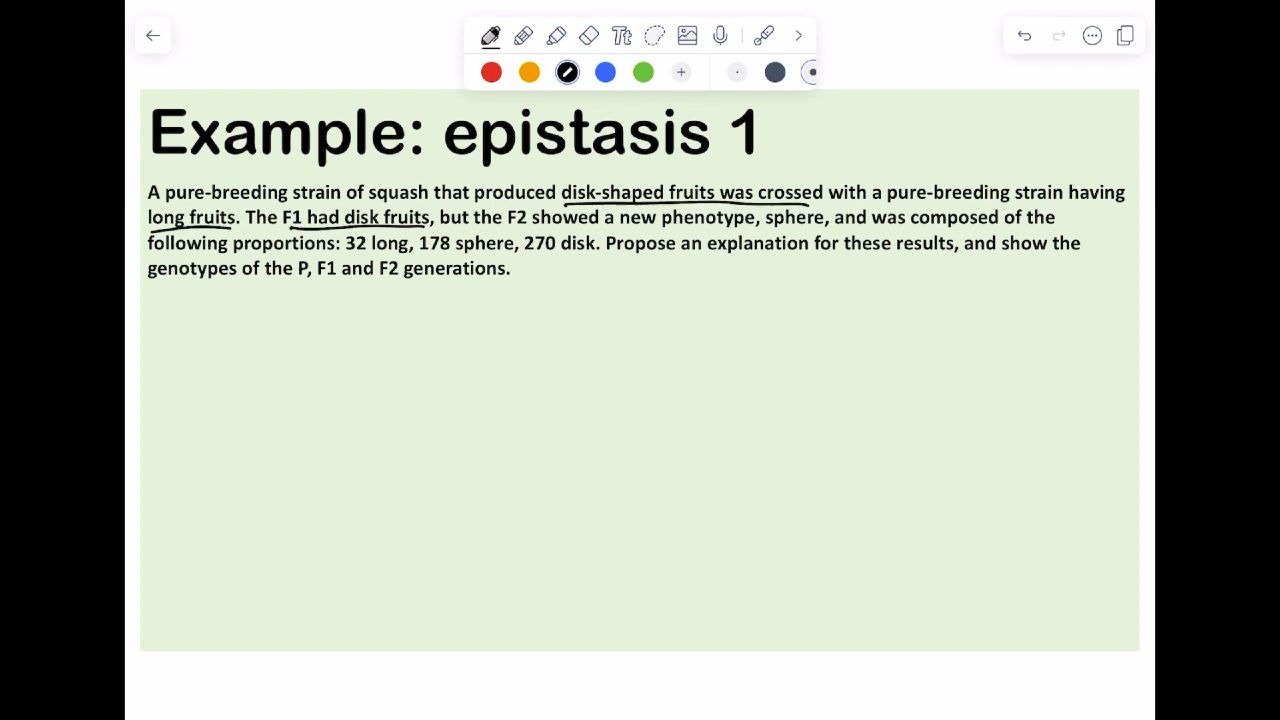 Tt
Example: epistasis 1
A pure-breeding strain of squash that produced disk-shaped fruits was crossed with a pure-breeding strain having
long fruits. The F1 had disk fruits, but the F2 showed a new phenotype, sphere, and was composed of the
following proportions: 32 long, 178 sphere, 270 disk. Propose an explanation for these results, and show the
genotypes of the P, F1 and F2 generations.